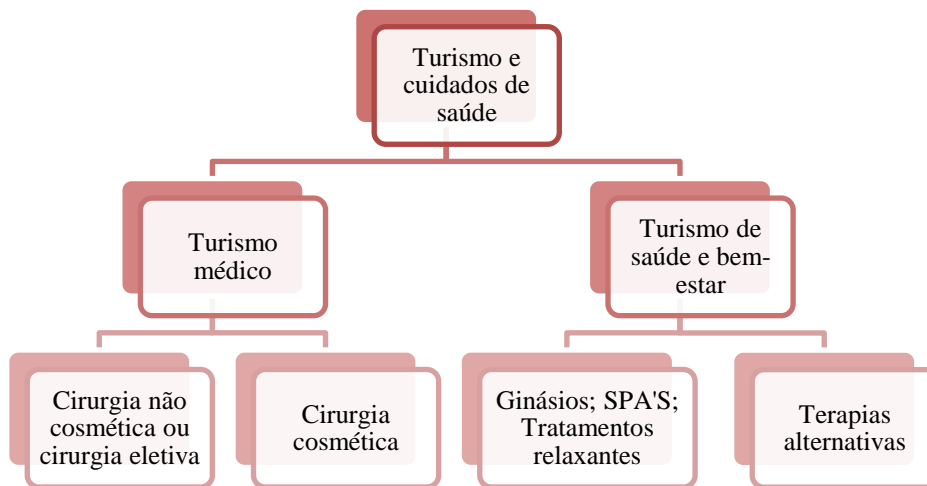 Turismo e
cuidados de
saúde
Turismo
médico
Turismo de
saúde e bem-
estar
Cirurgia não
cosmética ou
cirurgia eletiva
Cirurgia
cosmética
Ginásios; SPA'S;
Tratamentos
relaxantes
Terapias
alternativas